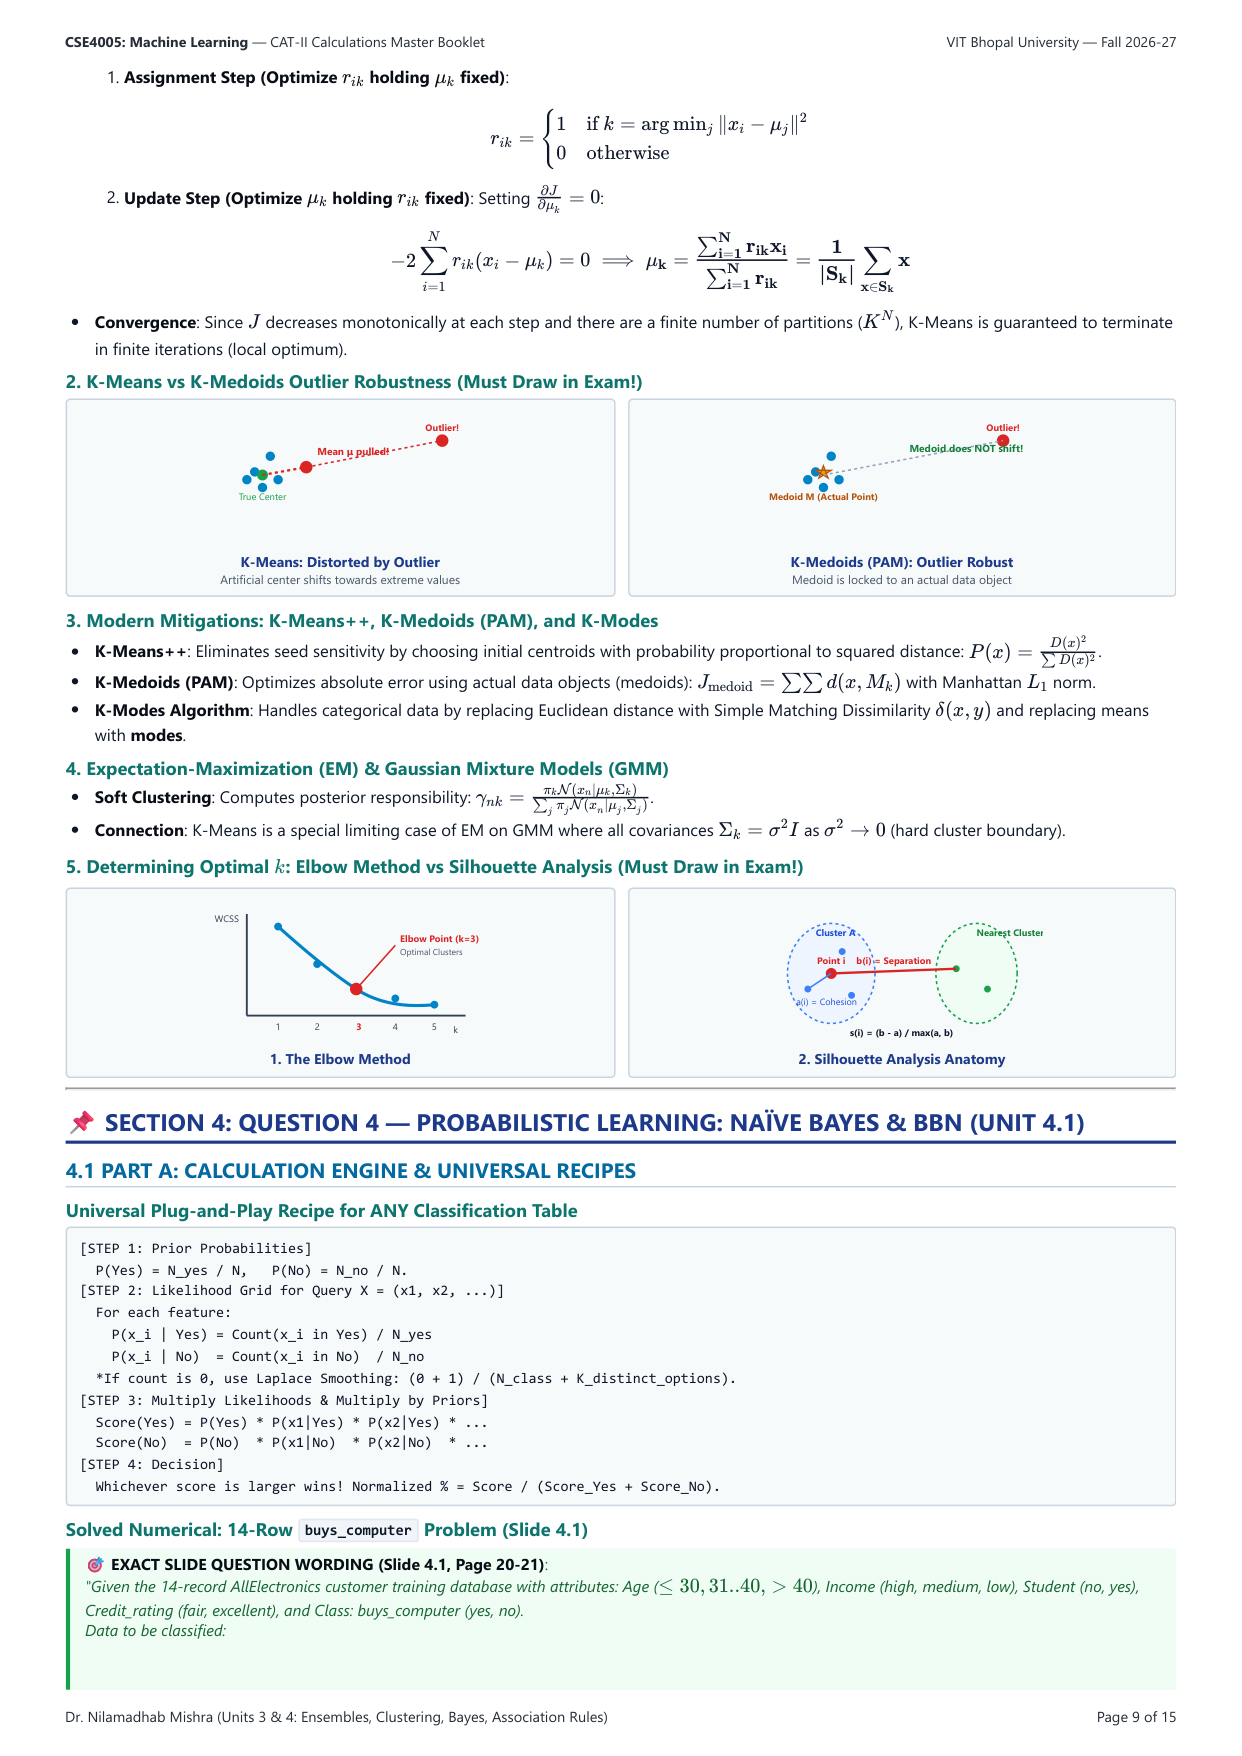 CSE4005: Machine Learning — CAT-II Calculations Master Booklet
VIT Bhopal University — Fall 2026-27
1. Assignment Step (Optimize r_{ik} holding μ_k fixed):
r_{ik} = { 1 if k = arg min_j ‖x_i − μ_j‖²
0 otherwise
2. Update Step (Optimize μ_k holding r_{ik} fixed): Setting ∂J/∂μ_k = 0:
−2 ∑_{i=1}^{N} r_{ik}(x_i − μ_k) = 0 ⟹ μ_k = ∑_{i=1}^{N} r_{ik}x_i / ∑_{i=1}^{N} r_{ik} = 1/|S_k| ∑_{x∈S_k} x
• Convergence: Since J decreases monotonically at each step and there are a finite number of partitions (K^N), K-Means is guaranteed to terminate
in finite iterations (local optimum).
2. K-Means vs K-Medoids Outlier Robustness (Must Draw in Exam!)
Outlier!
Mean μ pulled!
True Center
K-Means: Distorted by Outlier
Artificial center shifts towards extreme values
Outlier!
Medoid does NOT shift!
Medoid M (Actual Point)
K-Medoids (PAM): Outlier Robust
Medoid is locked to an actual data object
3. Modern Mitigations: K-Means++, K-Medoids (PAM), and K-Modes
• K-Means++: Eliminates seed sensitivity by choosing initial centroids with probability proportional to squared distance: P(x) = D(x)² / ∑ D(x)².
• K-Medoids (PAM): Optimizes absolute error using actual data objects (medoids): J_{medoid} = ∑∑ d(x, M_k) with Manhattan L_1 norm.
• K-Modes Algorithm: Handles categorical data by replacing Euclidean distance with Simple Matching Dissimilarity δ(x, y) and replacing means
with modes.
4. Expectation-Maximization (EM) & Gaussian Mixture Models (GMM)
• Soft Clustering: Computes posterior responsibility: γ_{nk} = π_k N(x_n|μ_k,Σ_k) / ∑_j π_j N(x_n|μ_j,Σ_j).
• Connection: K-Means is a special limiting case of EM on GMM where all covariances Σ_k = σ²I as σ² → 0 (hard cluster boundary).
5. Determining Optimal k: Elbow Method vs Silhouette Analysis (Must Draw in Exam!)
WCSS
Elbow Point (k=3)
Optimal Clusters
1 2 3 4 5 k
1. The Elbow Method
Cluster A
Nearest Cluster
Point i
b(i) = Separation
a(i) = Cohesion
s(i) = (b - a) / max(a, b)
2. Silhouette Analysis Anatomy
📌 SECTION 4: QUESTION 4 — PROBABILISTIC LEARNING: NAÏVE BAYES & BBN (UNIT 4.1)
4.1 PART A: CALCULATION ENGINE & UNIVERSAL RECIPES
Universal Plug-and-Play Recipe for ANY Classification Table
[STEP 1: Prior Probabilities]
P(Yes) = N_yes / N,   P(No) = N_no / N.
[STEP 2: Likelihood Grid for Query X = (x1, x2, ...)]
For each feature:
P(x_i | Yes) = Count(x_i in Yes) / N_yes
P(x_i | No)  = Count(x_i in No)  / N_no
*If count is 0, use Laplace Smoothing: (0 + 1) / (N_class + K_distinct_options).
[STEP 3: Multiply Likelihoods & Multiply by Priors]
Score(Yes) = P(Yes) * P(x1|Yes) * P(x2|Yes) * ...
Score(No)  = P(No)  * P(x1|No)  * P(x2|No)  * ...
[STEP 4: Decision]
Whichever score is larger wins! Normalized % = Score / (Score_Yes + Score_No).
Solved Numerical: 14-Row buys_computer Problem (Slide 4.1)
🎯 EXACT SLIDE QUESTION WORDING (Slide 4.1, Page 20-21):
"Given the 14-record AllElectronics customer training database with attributes: Age (≤ 30, 31..40, > 40), Income (high, medium, low), Student (no, yes),
Credit_rating (fair, excellent), and Class: buys_computer (yes, no).
Data to be classified:
Dr. Nilamadhab Mishra (Units 3 & 4: Ensembles, Clustering, Bayes, Association Rules)
Page 9 of 15